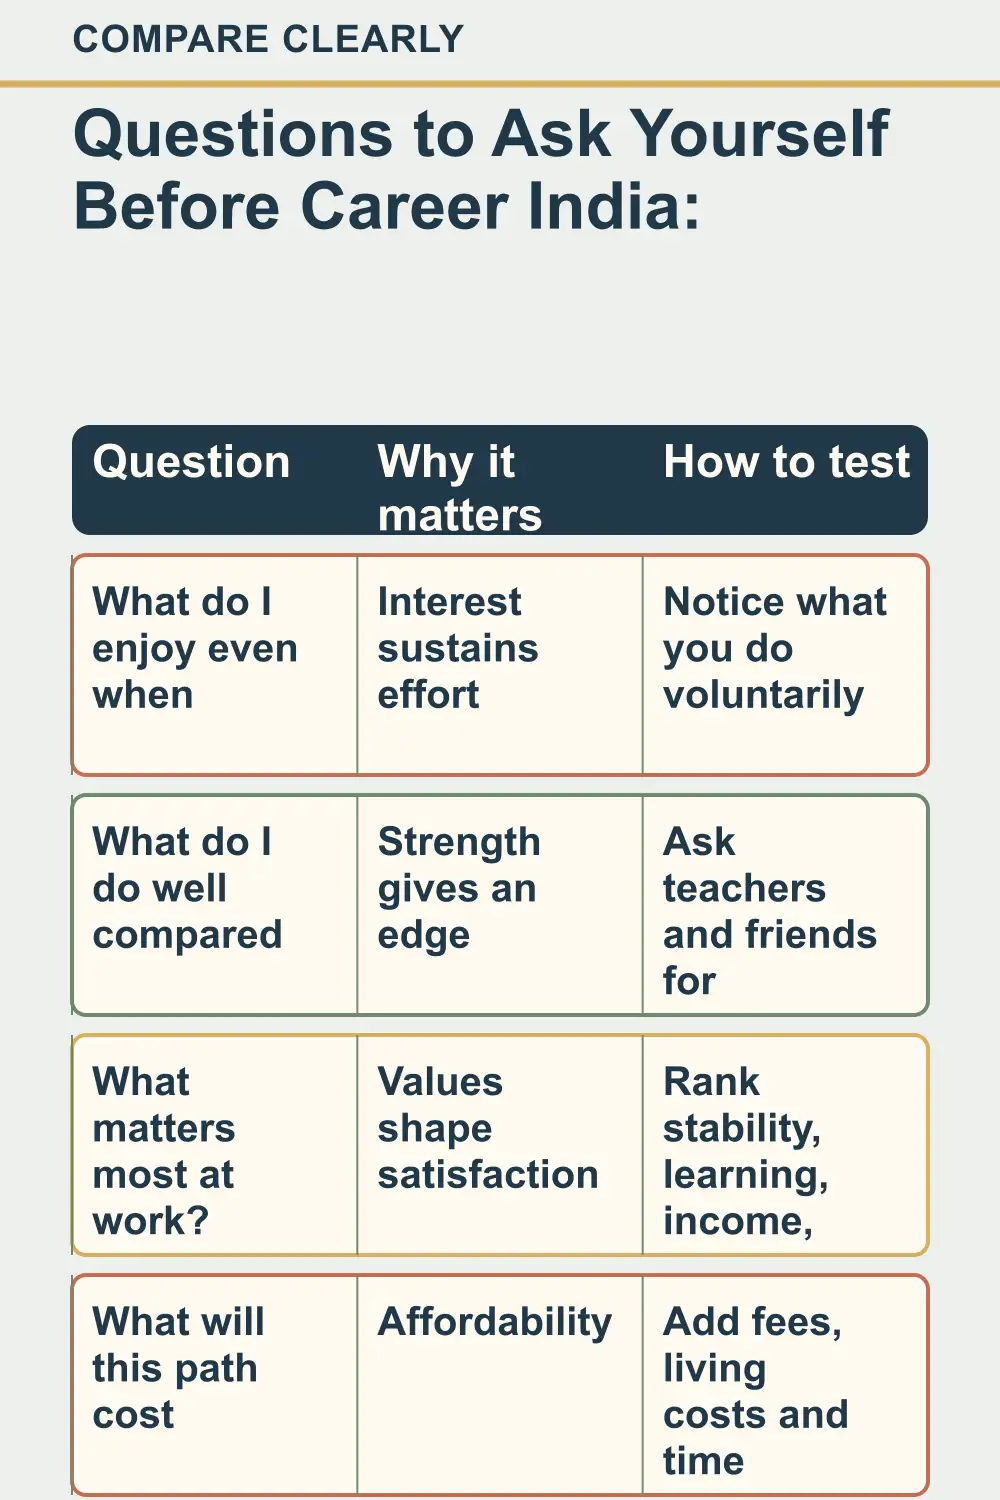 COMPARE CLEARLY
Questions to Ask Yourself
Before Career India:
Question
Why it
matters
How to test
What do I
enjoy even
when
Interest
sustains
effort
Notice what
you do
voluntarily
What do I
do well
compared
Strength
gives an
edge
Ask
teachers
and friends
for
What
matters
most at
work?
Values
shape
satisfaction
Rank
stability,
learning,
income,
What will
this path
cost
Affordability
Add fees,
living
costs and
time